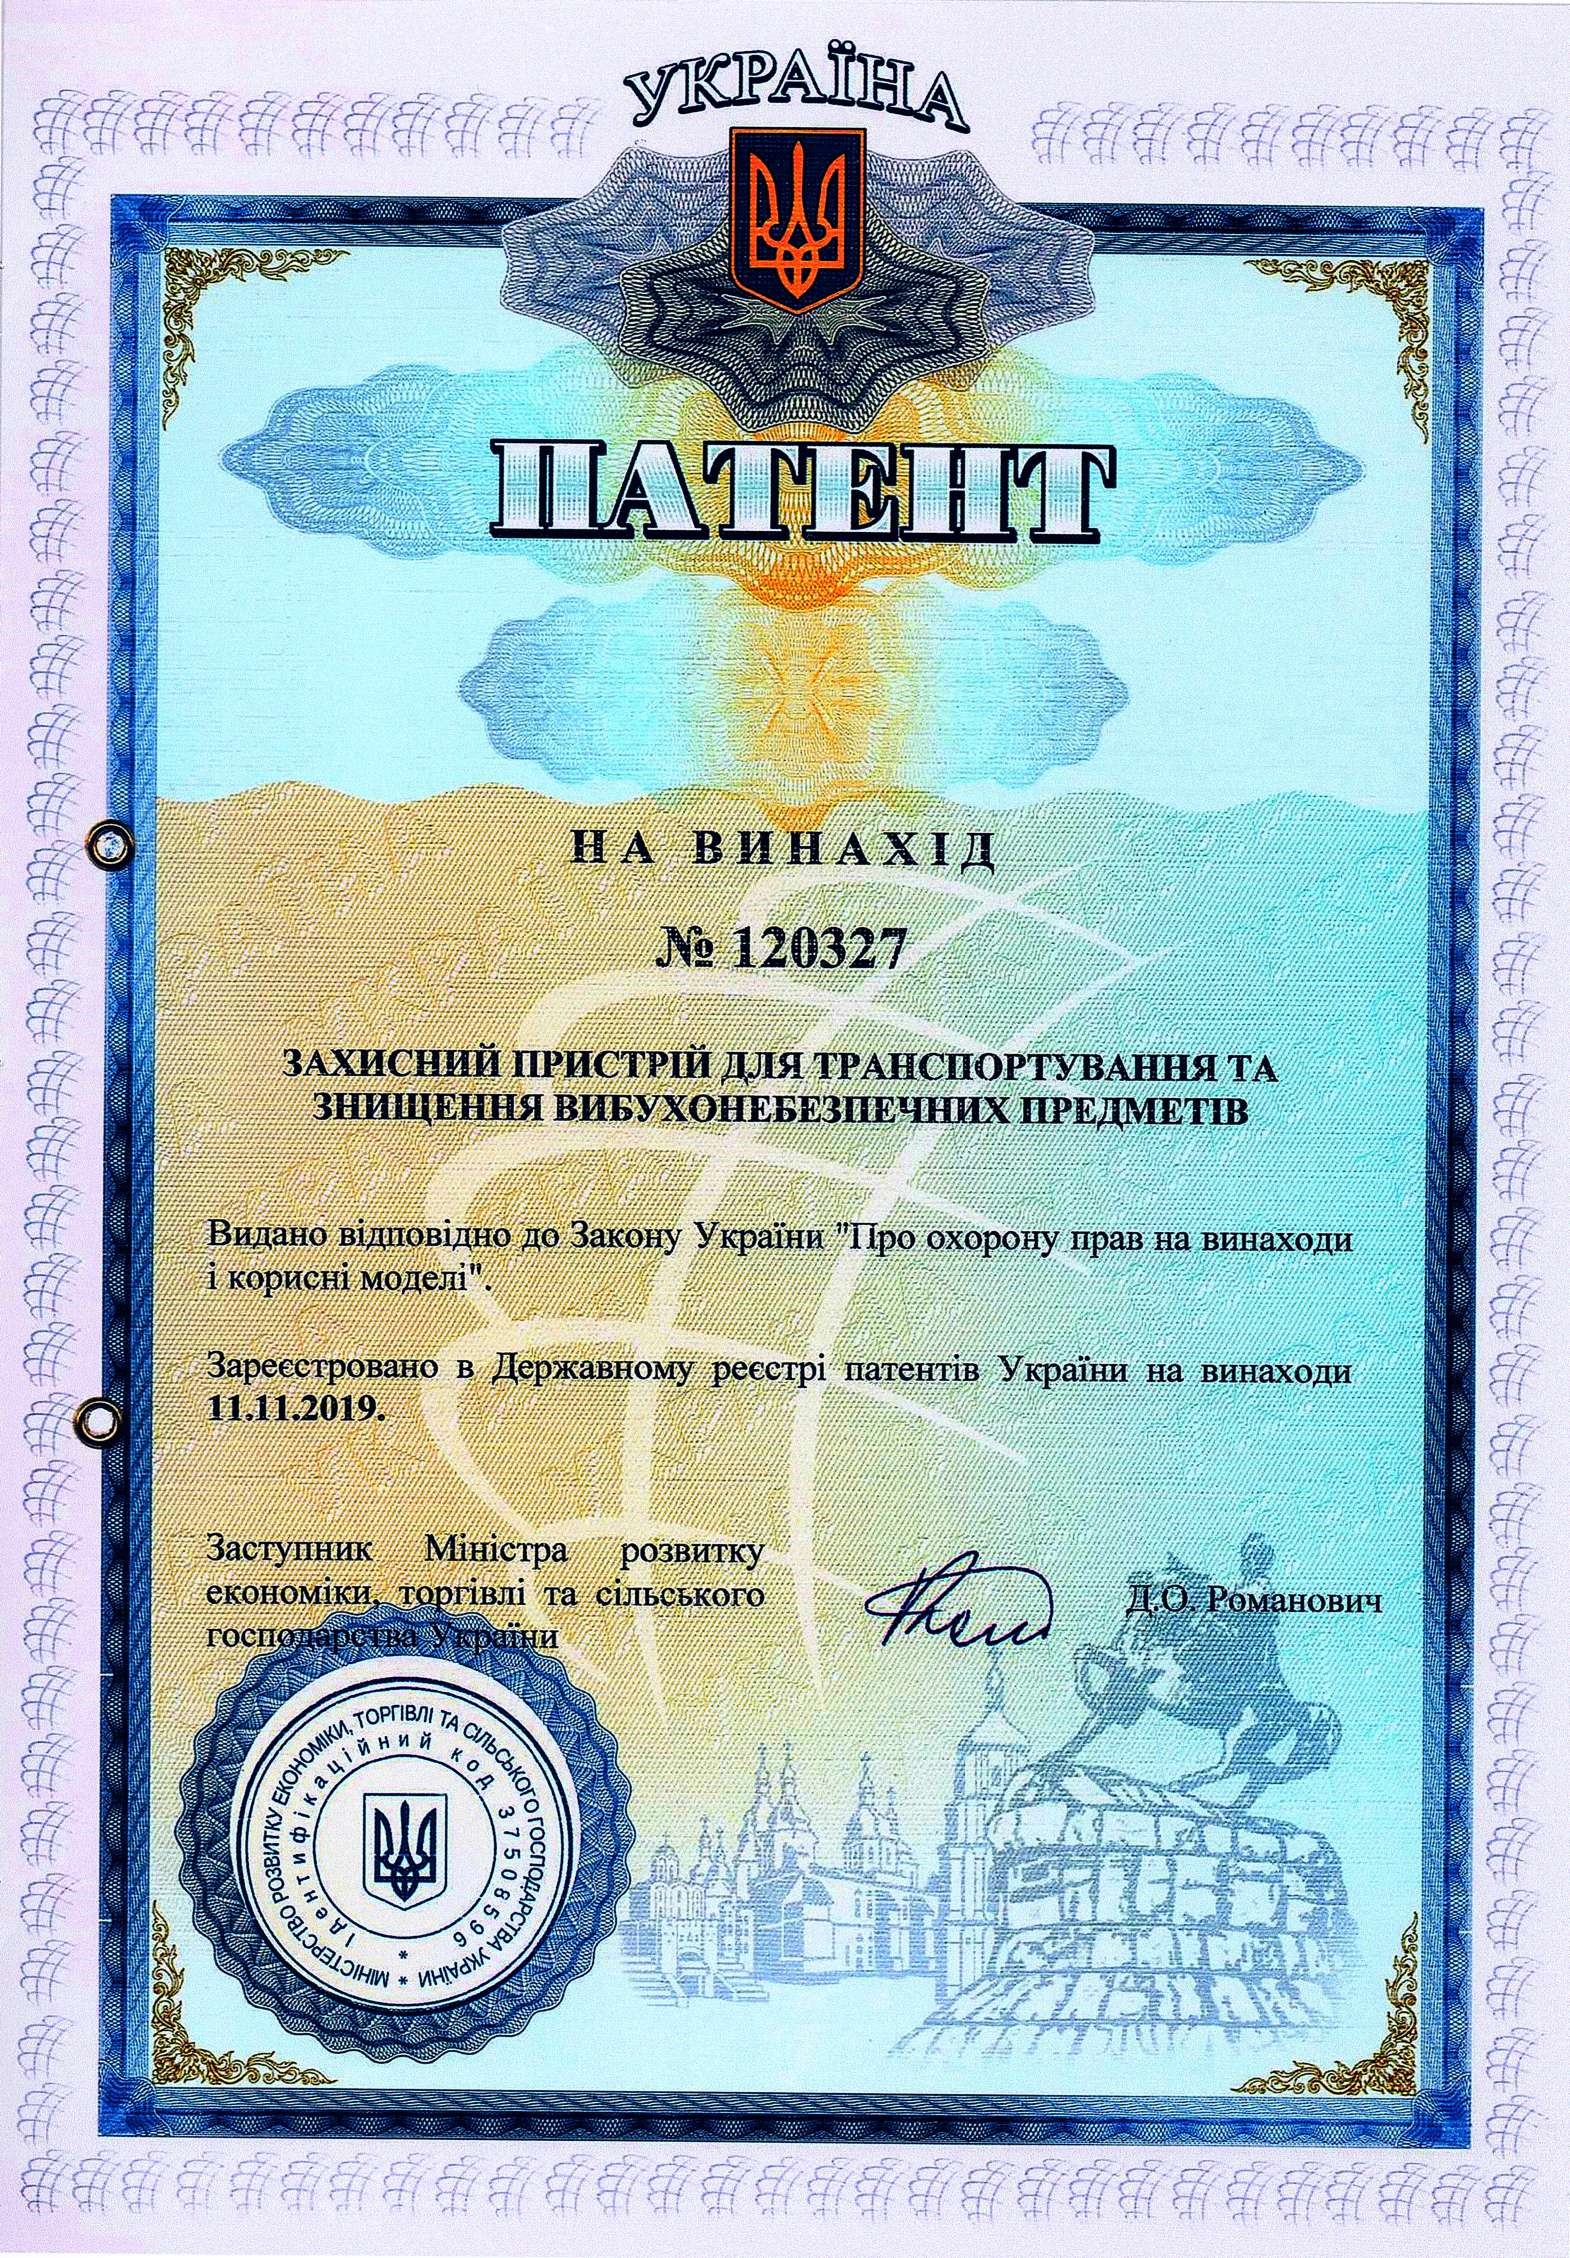 УКРАЇНА
ПАТЕНТ
НА ВИНАХІД
№ 120327
ЗАХИСНИЙ ПРИСТРІЙ ДЛЯ ТРАНСПОРТУВАННЯ ТА
ЗНИЩЕННЯ ВИБУХОНЕБЕЗПЕЧНИХ ПРЕДМЕТІВ
Видано відповідно до Закону України "Про охорону прав на винаходи
і корисні моделі".
Зареєстровано в Державному реєстрі патентів України на винаходи
11.11.2019.
Заступник Міністра розвитку
економіки, торгівлі та сільського
господарства України
Д.О. Романович
* МІНІСТЕРСТВО РОЗВИТКУ ЕКОНОМІКИ, ТОРГІВЛІ ТА СІЛЬСЬКОГО ГОСПОДАРСТВА УКРАЇНИ
* Ідентифікаційний код 37508596